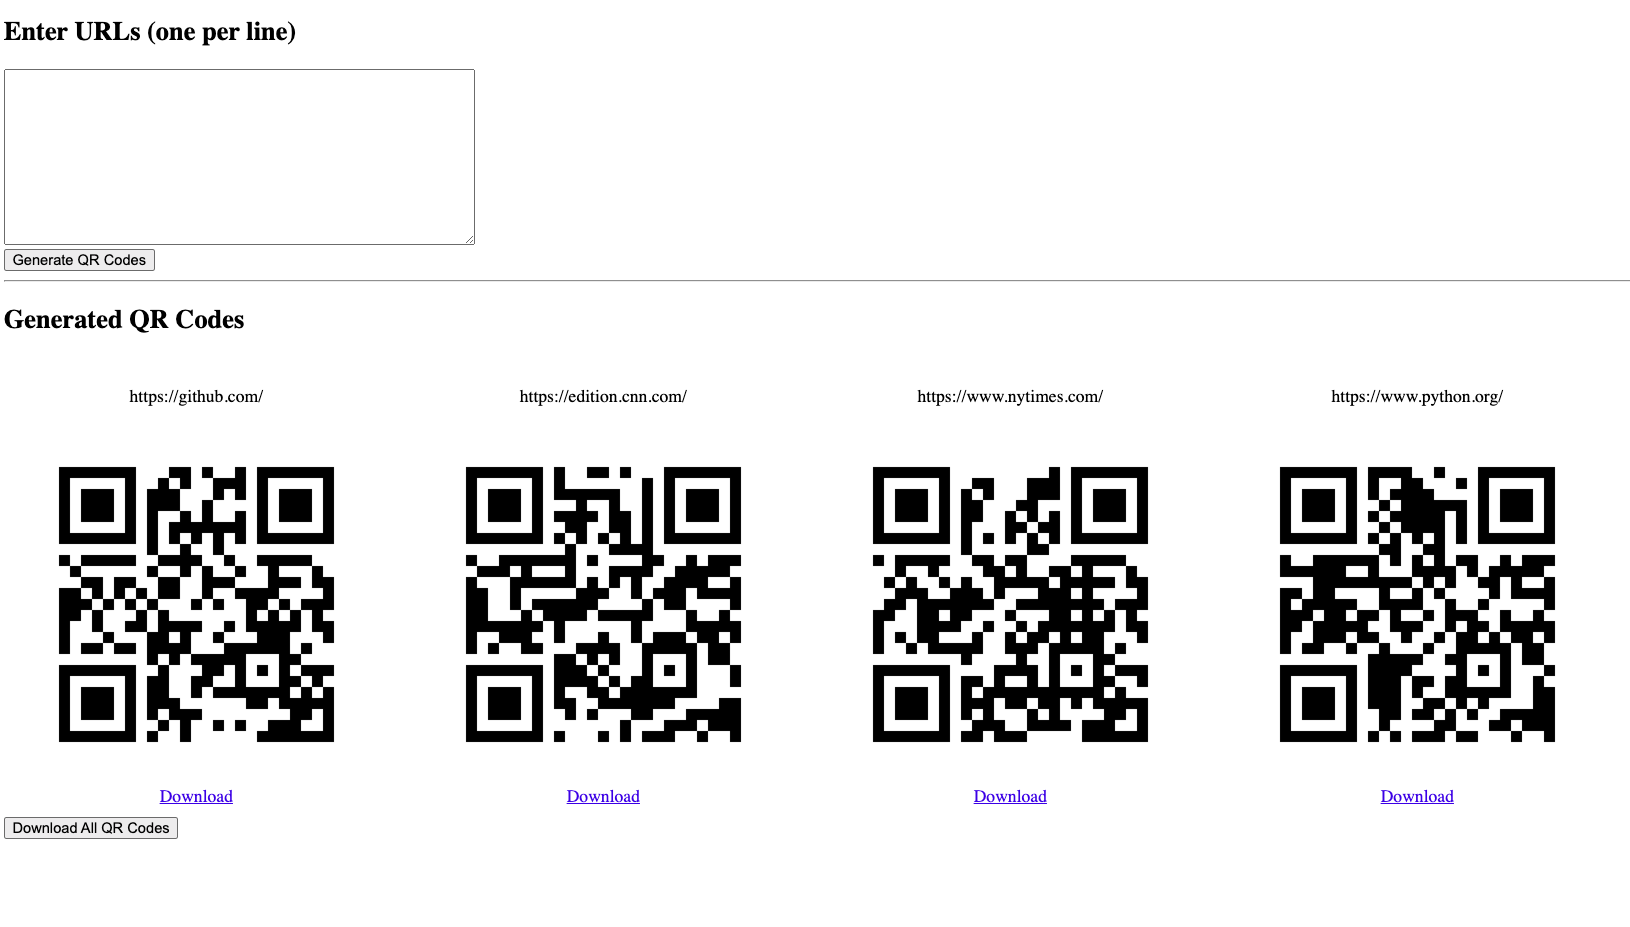 Enter URLs (one per line)
Generate QR Codes
Generated QR Codes
https://github.com/
https://edition.cnn.com/
https://www.nytimes.com/
https://www.python.org/
Download
Download
Download
Download
Download All QR Codes